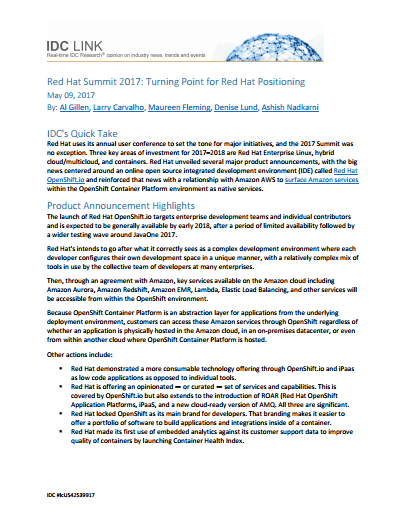 IDC LINK
Real-time IDC Research® opinion on industry news, trends and events
Red Hat Summit 2017: Turning Point for Red Hat Positioning
May 09, 2017
By: Al Gillen, Larry Carvalho, Maureen Fleming, Denise Lund, Ashish Nadkarni
IDC's Quick Take
Red Hat uses its annual user conference to set the tone for major initiatives, and the 2017 Summit was
no exception. Three key areas of investment for 2017–2018 are Red Hat Enterprise Linux, hybrid
cloud/multicloud, and containers. Red Hat unveiled several major product announcements, with the big
news centered around an online open source integrated development environment (IDE) called Red Hat
OpenShift.io and reinforced that news with a relationship with Amazon AWS to surface Amazon services
within the OpenShift Container Platform environment as native services.
Product Announcement Highlights
The launch of Red Hat OpenShift.io targets enterprise development teams and individual contributors
and is expected to be generally available by early 2018, after a period of limited availability followed by
a wider testing wave around JavaOne 2017.
Red Hat's intends to go after what it correctly sees as a complex development environment where each
developer configures their own development space in a unique manner, with a relatively complex mix of
tools in use by the collective team of developers at many enterprises.
Then, through an agreement with Amazon, key services available on the Amazon cloud including
Amazon Aurora, Amazon Redshift, Amazon EMR, Lambda, Elastic Load Balancing, and other services will
be accessible from within the OpenShift environment.
Because OpenShift Container Platform is an abstraction layer for applications from the underlying
deployment environment, customers can access these Amazon services through OpenShift regardless of
whether an application is physically hosted in the Amazon cloud, in an on-premises datacenter, or even
from within another cloud where OpenShift Container Platform is hosted.
Other actions include:
▪ Red Hat demonstrated a more consumable technology offering through OpenShift.io and iPaas
as low code applications as opposed to individual tools.
▪ Red Hat is offering an opinionated — or curated — set of services and capabilities. This is
covered by OpenShift.io but also extends to the introduction of ROAR (Red Hat OpenShift
Application Platforms, iPaaS, and a new cloud-ready version of AMQ. All three are significant.
▪ Red Hat locked OpenShift as its main brand for developers. That branding makes it easier to
offer a portfolio of software to build applications and integrations inside of a container.
▪ Red Hat made its first use of embedded analytics against its customer support data to improve
quality of containers by launching Container Health Index.
IDC #lcUS42539917